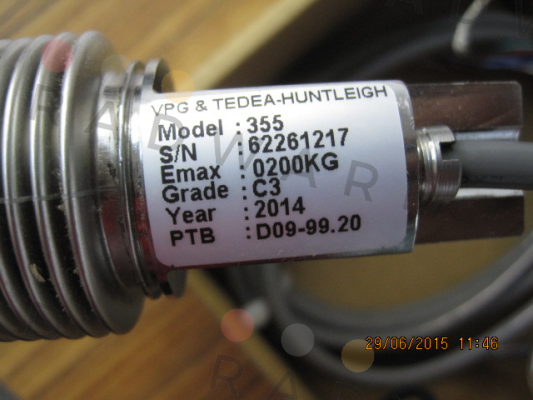 VPG & TEDEA-HUNTLEIGH
Model : 355
S/N : 62261217
Emax : 0200KG
Grade : C3
Year : 2014
PTB : D09-99.20
29/06/2015 11:46